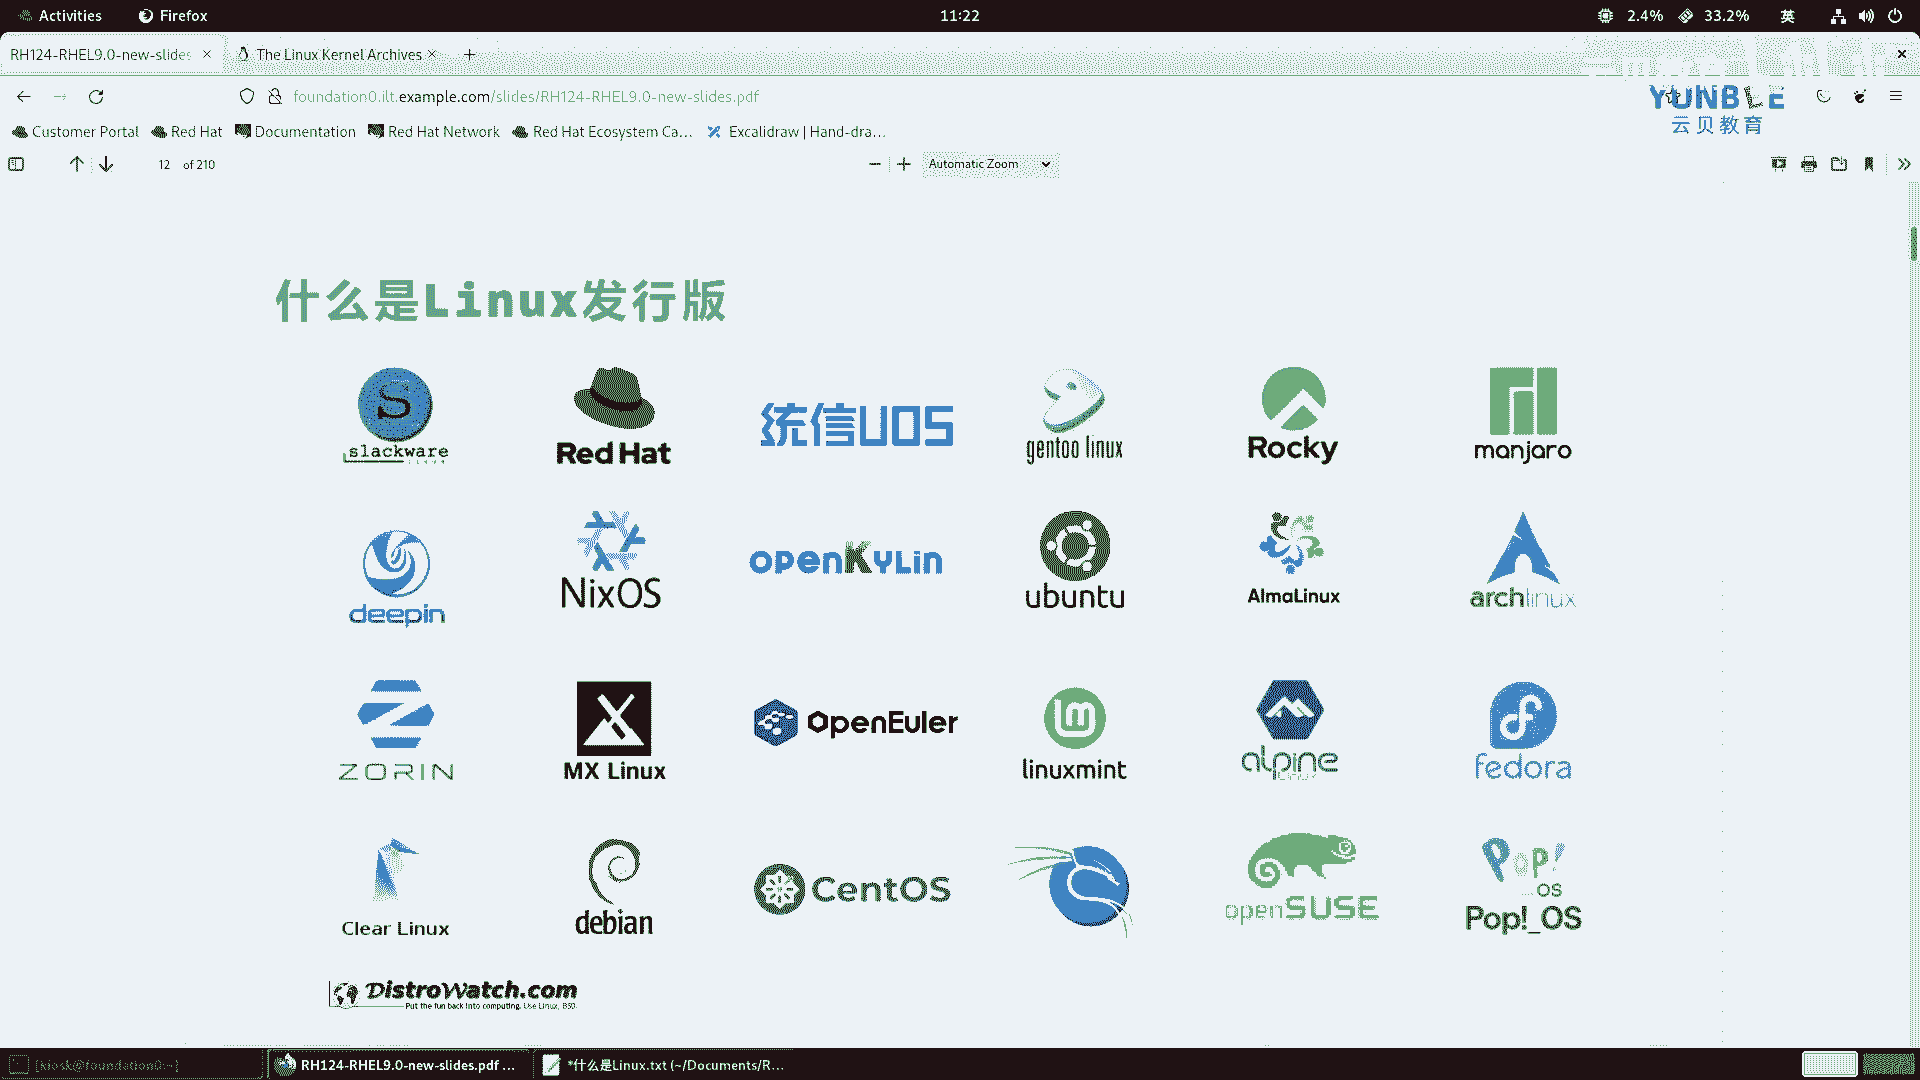 Activities Firefox 11:22 2.4% 33.2% 英
RH124-RHEL9.0-new-slides The Linux Kernel Archives
foundation0.ilt.example.com/slides/RH124-RHEL9.0-new-slides.pdf
YUNBLE
云贝教育
Customer Portal Red Hat Documentation Red Hat Network Red Hat Ecosystem Ca... Excalidraw | Hand-dra...
12 of 210 Automatic Zoom
什么是Linux发行版
slackware Red Hat 统信UOS gentoo linux Rocky manjaro
deepin NixOS openKylin ubuntu AlmaLinux archlinux
ZORIN MX Linux OpenEuler linuxmint alpine fedora
Clear Linux debian CentOS openSUSE Pop!_OS
Pop!_OS
DistroWatch.com
Put the fun back into computing. Use Linux, BSD.
[kiosk@foundation0:~] RH124-RHEL9.0-new-slides.pdf ... *什么是Linux.txt (~/Documents/R...